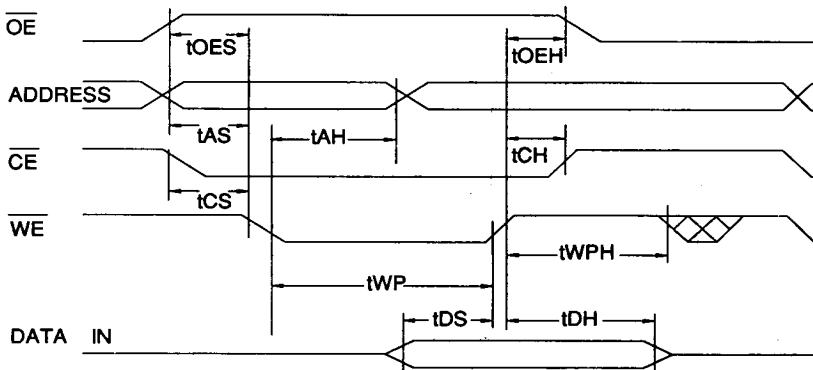 OE
tOES
tOEH
ADDRESS
tAS
tAH
CE
tCH
tCS
WE
tWPH
tWP
tDS
tDH
DATA IN